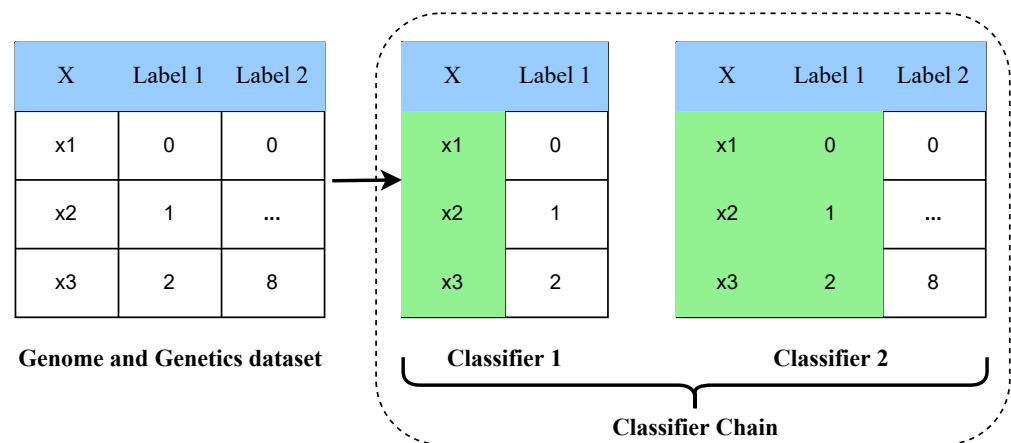 X Label 1 Label 2
x1 0 0
x2 1 ...
x3 2 8
Genome and Genetics dataset
X Label 1
x1 0
x2 1
x3 2
Classifier 1
X Label 1 Label 2
x1 0 0
x2 1 ...
x3 2 8
Classifier 2
Classifier Chain